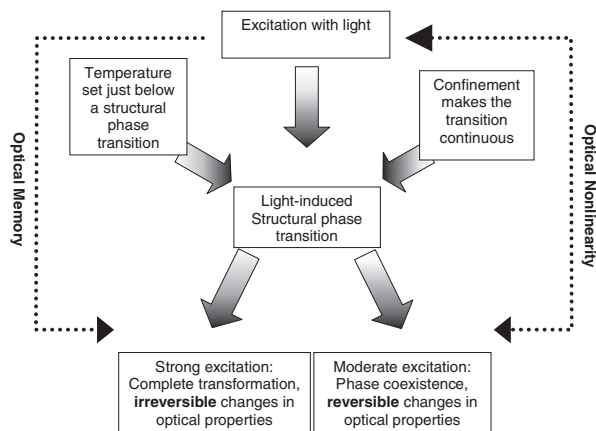 Excitation with light
Temperature
set just below
a structural
phase
transition
Confinement
makes the
transition
continuous
Optical Memory
Optical Nonlinearity
Light-induced
Structural phase
transition
Strong excitation:
Complete transformation,
irreversible changes in
optical properties
Moderate excitation:
Phase coexistence,
reversible changes in
optical properties